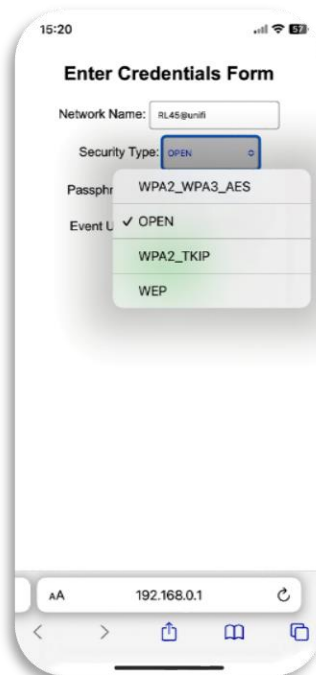 15:20
57
Enter Credentials Form
Network Name: RL45@unifi
Security Type: OPEN
WPA2_WPA3_AES
Passphr
✓ OPEN
Event U
WPA2_TKIP
WEP
AA 192.168.0.1